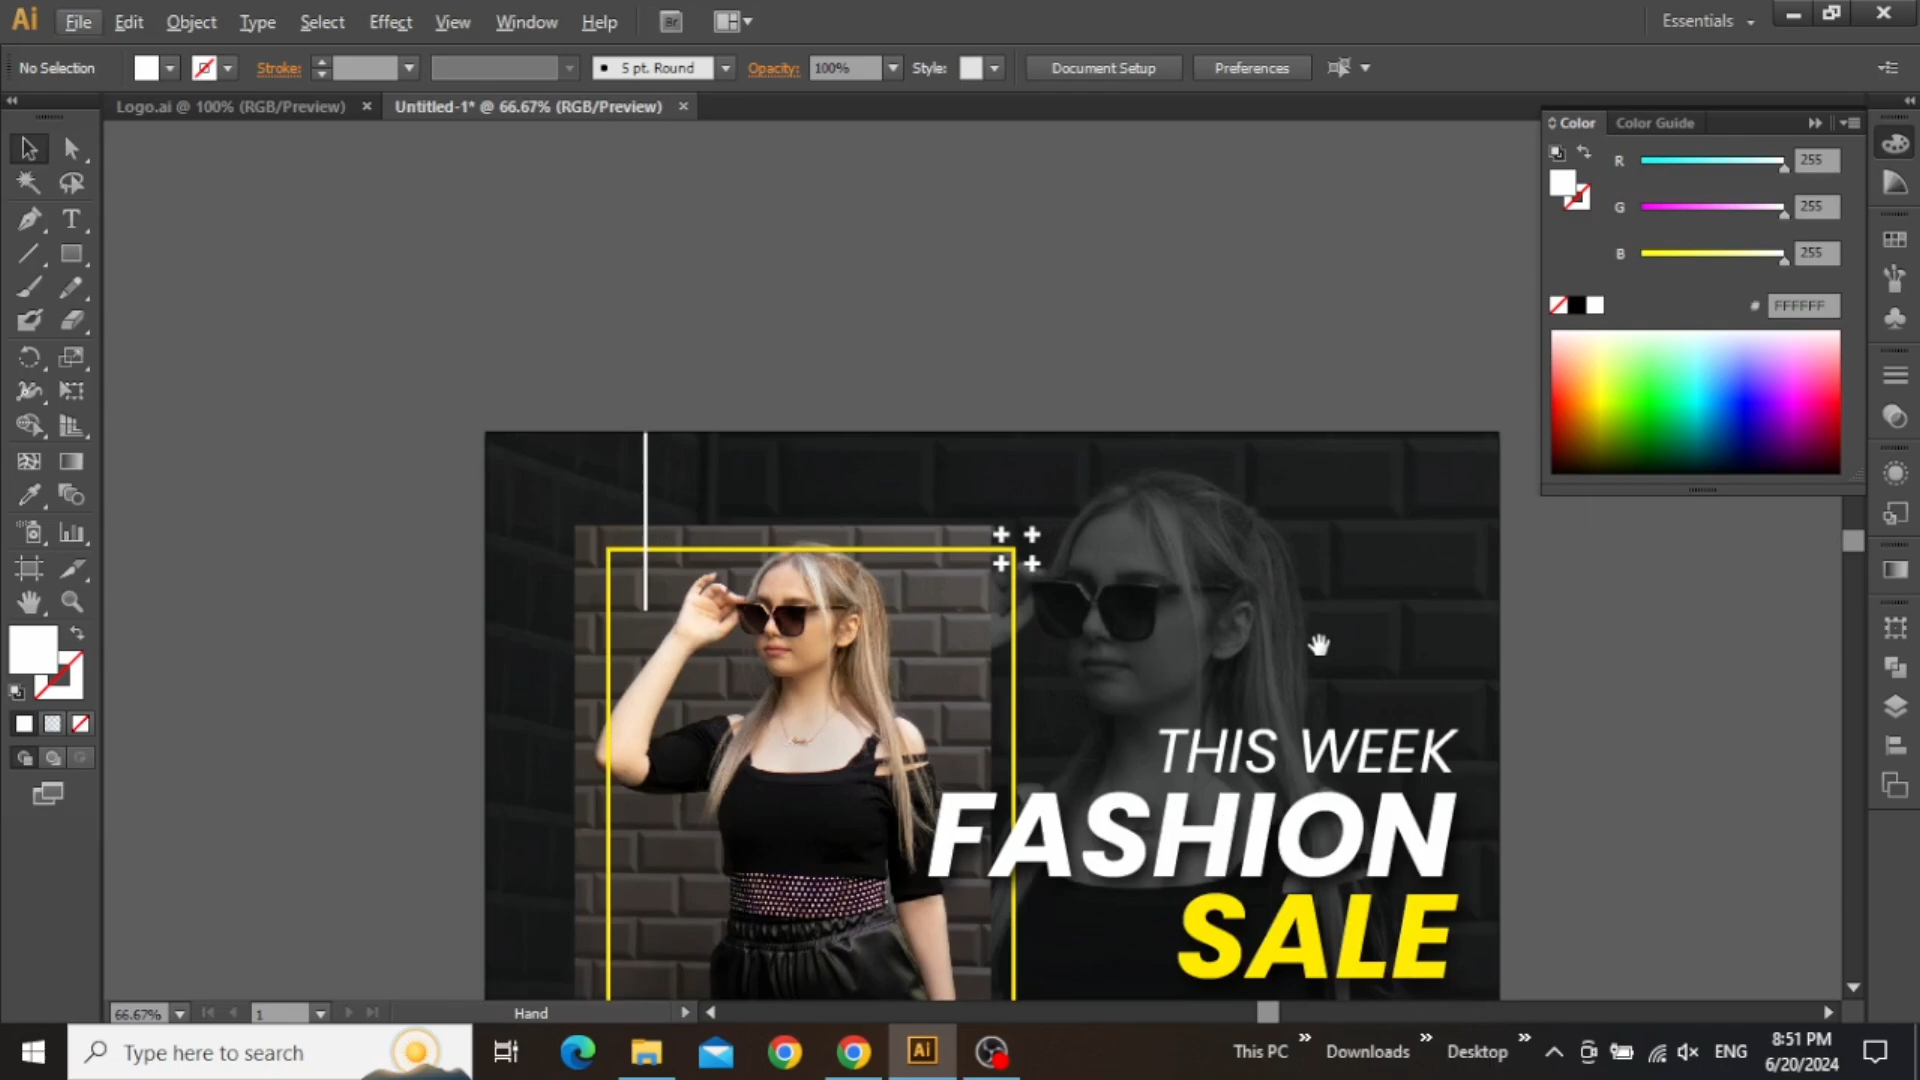 Ai File Edit Object Type Select Effect View Window Help Br Essentials
No Selection Stroke: 5 pt. Round Opacity: 100% Style: Document Setup Preferences
Logo.ai @ 100% (RGB/Preview) Untitled-1* @ 66.67% (RGB/Preview)
Color Color Guide
R 255
G 255
B 255
# FFFFFF
T
THIS WEEK
FASHION
SALE
66.67% 1 Hand
Type here to search Ai This PC Downloads Desktop ENG 8:51 PM
6/20/2024